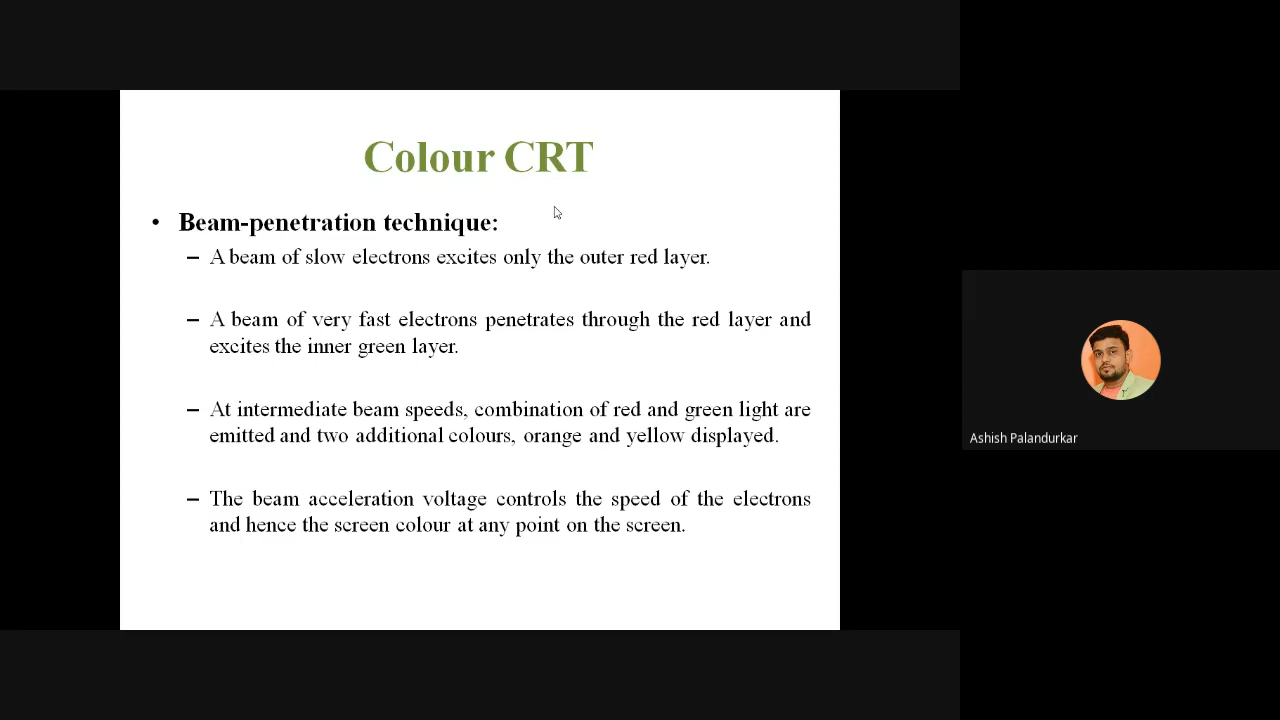 Colour CRT
• Beam-penetration technique:
– A beam of slow electrons excites only the outer red layer.
– A beam of very fast electrons penetrates through the red layer and
excites the inner green layer.
– At intermediate beam speeds, combination of red and green light are
emitted and two additional colours, orange and yellow displayed.
– The beam acceleration voltage controls the speed of the electrons
and hence the screen colour at any point on the screen.
Ashish Palandurkar